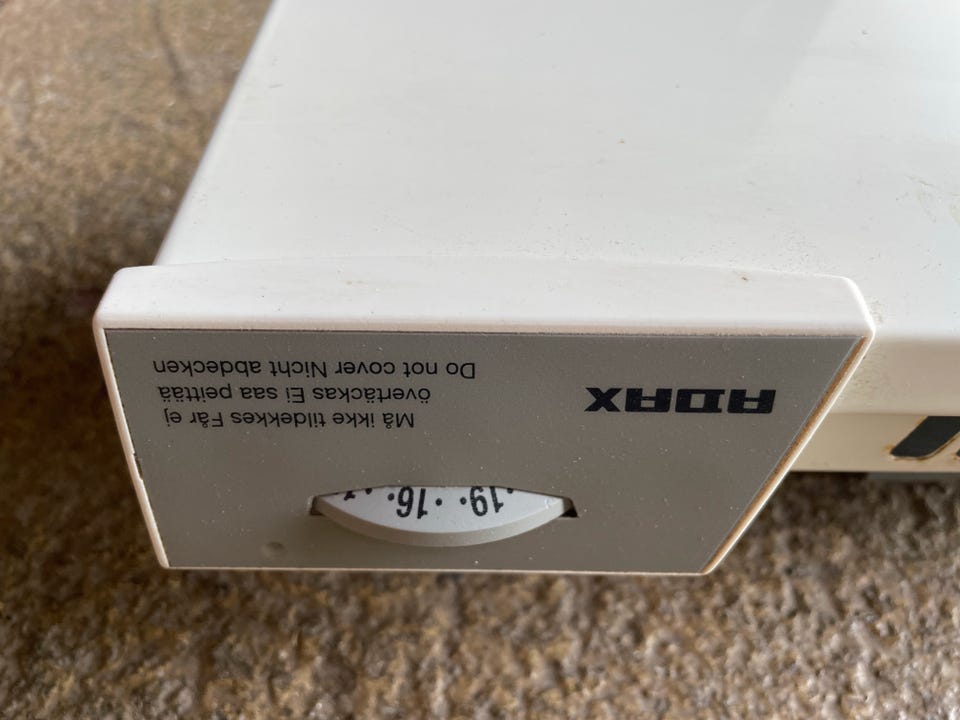 ADAX
Må ikke tildekkes Får ej
övertäckas Ei saa peittää
Do not cover Nicht abdecken
·19· ·16· ·